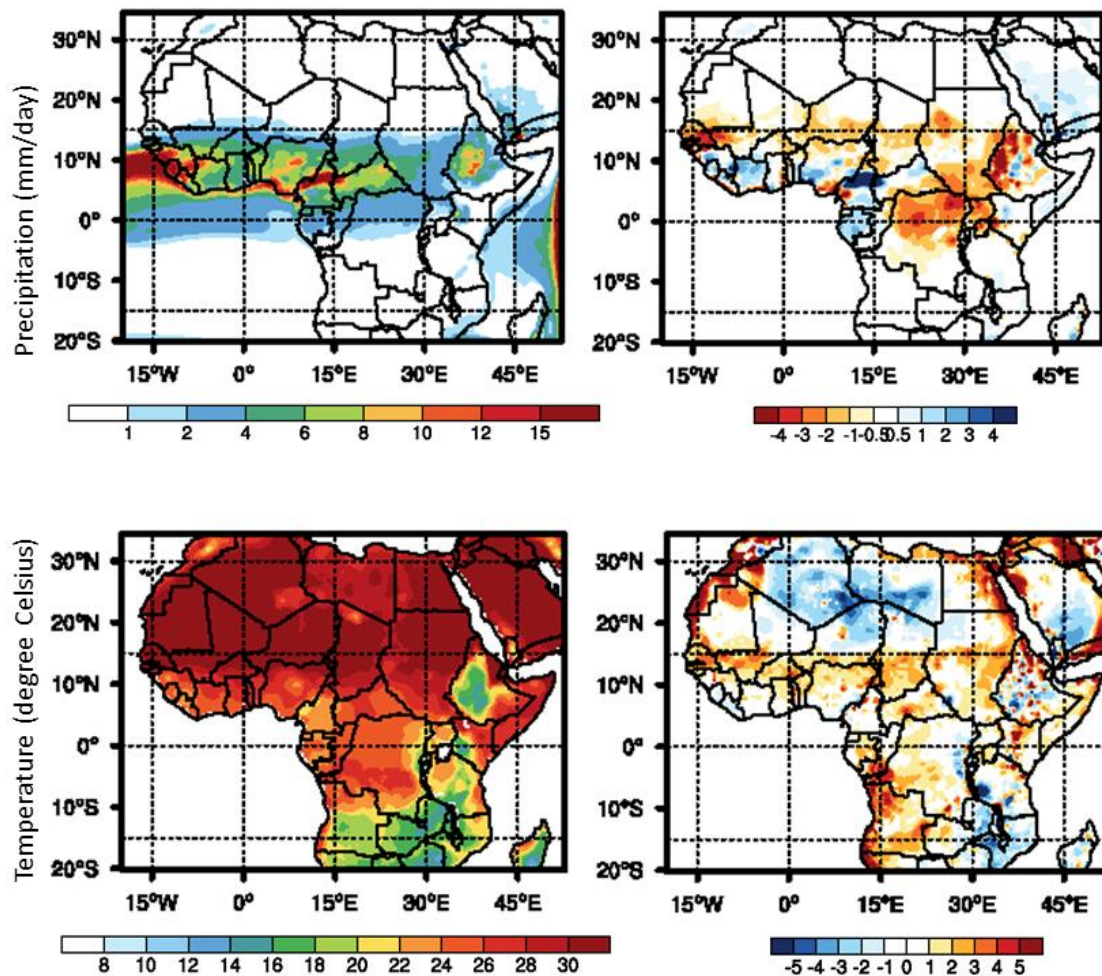 Precipitation (mm/day)
30°N
20°N
10°N
0°
10°S
20°S
15°W 0° 15°E 30°E 45°E
1 2 4 6 8 10 12 15
30°N
20°N
10°N
0°
10°S
20°S
15°W 0° 15°E 30°E 45°E
-4 -3 -2 -1 -0.5 0.5 1 2 3 4
Temperature (degree Celsius)
30°N
20°N
10°N
0°
10°S
20°S
15°W 0° 15°E 30°E 45°E
8 10 12 14 16 18 20 22 24 26 28 30
30°N
20°N
10°N
0°
10°S
20°S
15°W 0° 15°E 30°E 45°E
-5 -4 -3 -2 -1 0 1 2 3 4 5